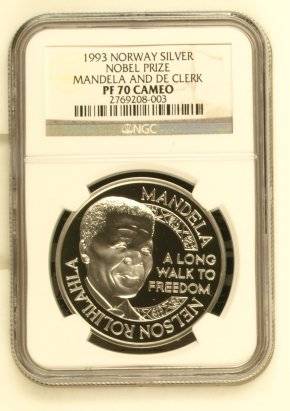 1993 NORWAY SILVER
NOBEL PRIZE
MANDELA AND DE CLERK
PF 70 CAMEO
2769208-003
NGC
MANDELA
A LONG
WALK TO
FREEDOM
NELSON ROLIHLAHLA